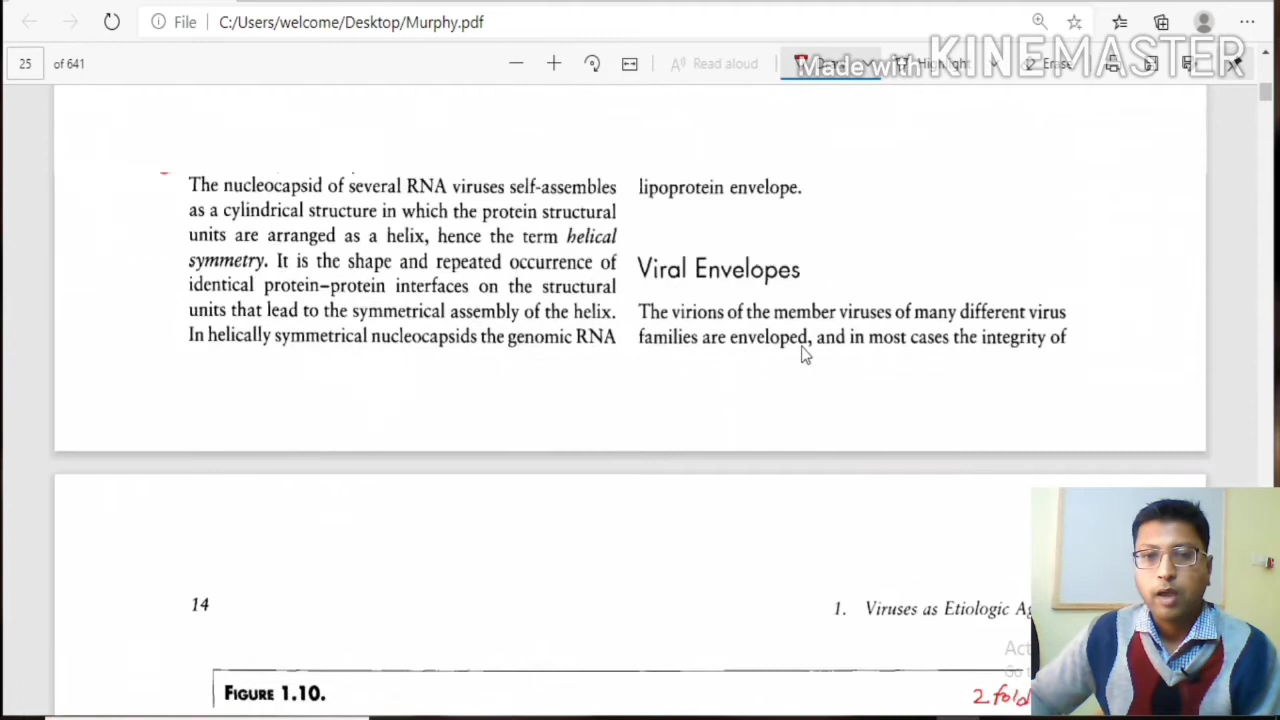 File
C:/Users/welcome/Desktop/Murphy.pdf
Made with KINEMASTER
25 of 641
Read aloud
Highlight
Erase
The nucleocapsid of several RNA viruses self-assembles
as a cylindrical structure in which the protein structural
units are arranged as a helix, hence the term helical
symmetry. It is the shape and repeated occurrence of
identical protein–protein interfaces on the structural
units that lead to the symmetrical assembly of the helix.
In helically symmetrical nucleocapsids the genomic RNA
lipoprotein envelope.
Viral Envelopes
The virions of the member viruses of many different virus
families are enveloped, and in most cases the integrity of
14
1. Viruses as Etiologic
FIGURE 1.10.
2 fold